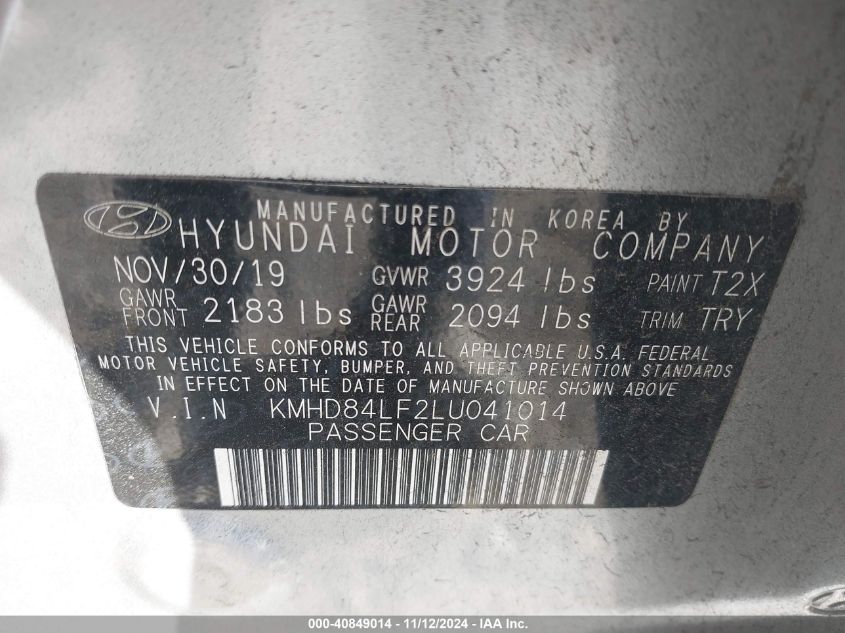 MANUFACTURED IN KOREA BY
HYUNDAI MOTOR COMPANY
NOV/30/19 GVWR 3924 lbs PAINT T2X
GAWR FRONT 2183 lbs GAWR REAR 2094 lbs TRIM TRY
THIS VEHICLE CONFORMS TO ALL APPLICABLE U.S.A. FEDERAL
MOTOR VEHICLE SAFETY, BUMPER, AND THEFT PREVENTION STANDARDS
IN EFFECT ON THE DATE OF MANUFACTURE SHOWN ABOVE
V.I.N KMHD84LF2LU041014
PASSENGER CAR
000-40849014 - 11/12/2024 - IAA Inc.